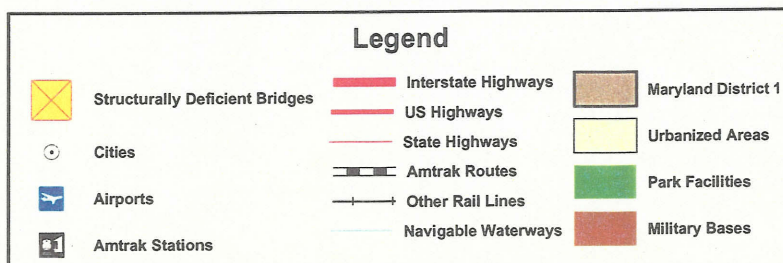 Legend
Structurally Deficient Bridges
Cities
Airports
Amtrak Stations
Interstate Highways
US Highways
State Highways
Amtrak Routes
Other Rail Lines
Navigable Waterways
Maryland District 1
Urbanized Areas
Park Facilities
Military Bases